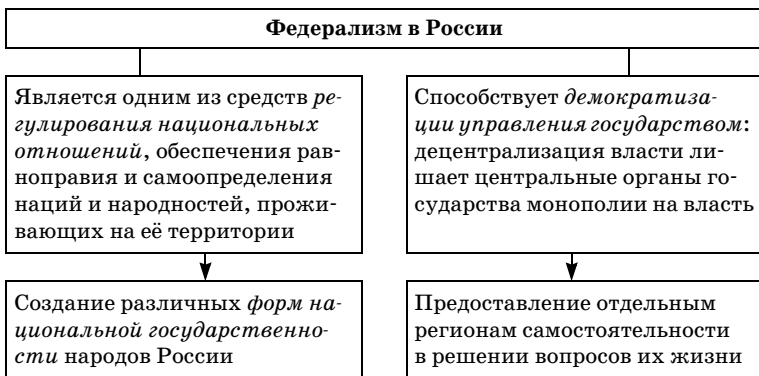 Федерализм в России
Является одним из средств ре-
гулирования национальных
отношений, обеспечения рав-
ноправия и самоопределения
наций и народностей, прожи-
вающих на её территории
Способствует демократиза-
ции управления государством:
децентрализация власти ли-
шает центральные органы го-
сударства монополии на власть
Создание различных форм на-
циональной государственно-
сти народов России
Предоставление отдельным
регионам самостоятельности
в решении вопросов их жизни